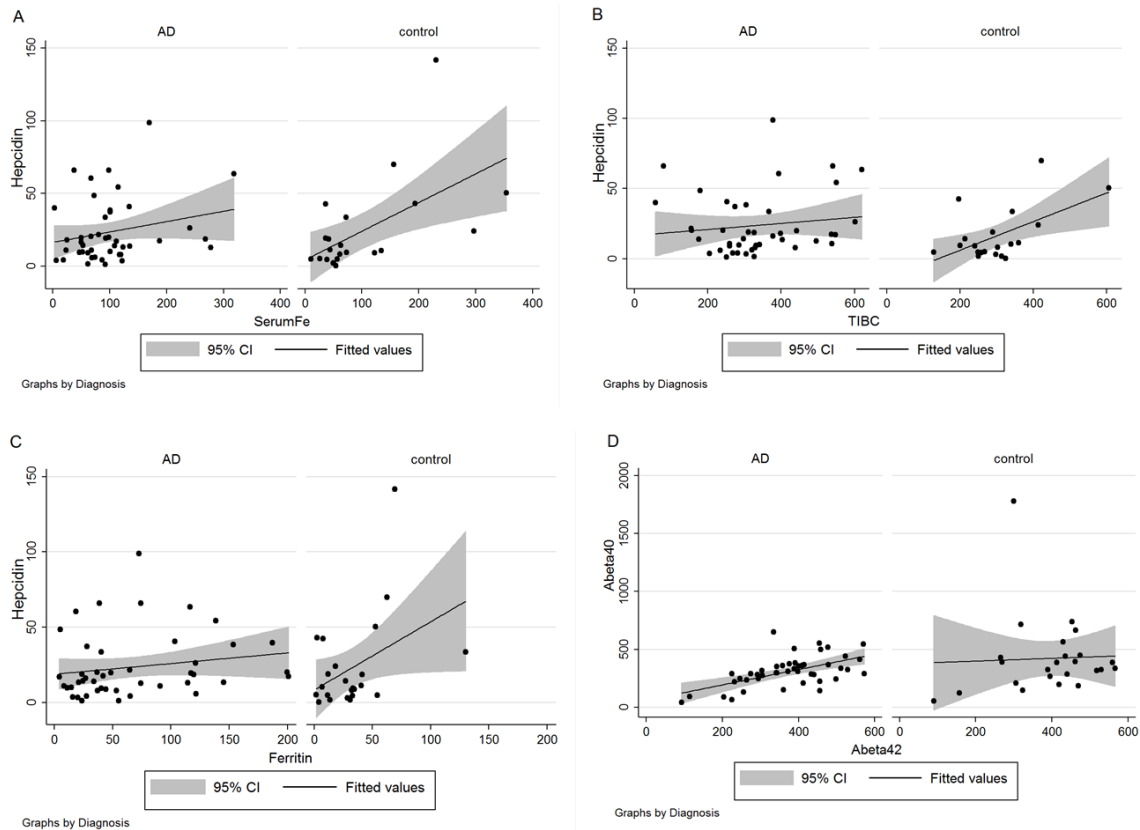 A
AD
control
Hepcidin
150
100
50
0
0 100 200 300 400 0 100 200 300 400
SerumFe
95% CI Fitted values
Graphs by Diagnosis
B
AD
control
Hepcidin
150
100
50
0
0 200 400 600 0 200 400 600
TIBC
95% CI Fitted values
Graphs by Diagnosis
C
AD
control
Hepcidin
150
100
50
0
0 50 100 150 200 0 50 100 150 200
Ferritin
95% CI Fitted values
Graphs by Diagnosis
D
AD
control
Abeta40
2000
1500
1000
500
0
0 200 400 600 0 200 400 600
Abeta42
95% CI Fitted values
Graphs by Diagnosis